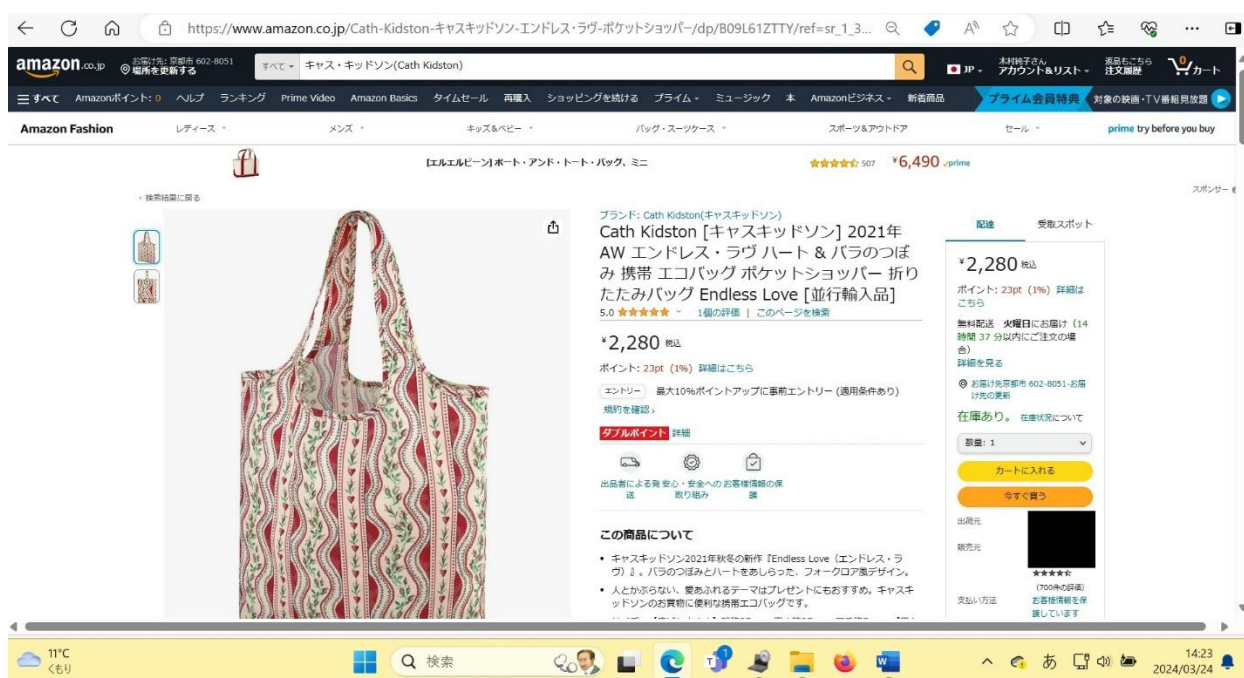 https://www.amazon.co.jp/Cath-Kidston-キャスキッドソン-エンドレス・ラヴ-ポケットショッパー/dp/B09L61ZTTY/ref=sr_1_3...
amazon.co.jp
お届け先: 京都市 602-8051
場所を更新する
すべて
キャス・キッドソン(Cath Kidston)
JP
木村純子さん
アカウント&リスト
返品もこちら
注文履歴
0
カート
すべて Amazonポイント: 0 ヘルプ ランキング Prime Video Amazon Basics タイムセール 再購入 ショッピングを続ける プライム ミュージック 本 Amazonビジネス 新着商品
プライム会員特典 対象の映画・TV番組見放題
Amazon Fashion レディース メンズ キッズ&ベビー バッグ・スーツケース スポーツ&アウトドア セール prime try before you buy
[エルエルビーン] ボート・アンド・トート・バッグ、ミニ 507 ¥6,490 prime
スポンサー
‹ 検索結果に戻る
ブランド: Cath Kidston(キャスキッドソン)
Cath Kidston [キャスキッドソン] 2021年
AW エンドレス・ラヴ ハート & バラのつぼ
み 携帯 エコバッグ ポケットショッパー 折り
たたみバッグ Endless Love [並行輸入品]
5.0 1個の評価 | このページを検索
¥2,280 税込
ポイント: 23pt (1%) 詳細はこちら
エントリー 最大10%ポイントアップに事前エントリー (適用条件あり)
規約を確認 ›
ダブルポイント 詳細
出品者による発送
安心・安全への取り組み
お客様情報の保護
この商品について
• キャスキッドソン2021年秋冬の新作『Endless Love（エンドレス・ラ
ヴ）』。バラのつぼみとハートをあしらった、フォークロア風デザイン。
• 人とかぶらない、愛あふれるテーマはプレゼントにもおすすめ。キャスキ
ッドソンのお買物に便利な携帯エコバッグです。
配達 受取スポット
¥2,280 税込
ポイント: 23pt (1%) 詳細は
こちら
無料配送 火曜日にお届け（14
時間 37 分以内にご注文の場
合）
詳細を見る
お届け先京都市 602-8051-お届
け先の更新
在庫あり。 在庫状況について
数量: 1
カートに入れる
今すぐ買う
出荷元
販売元
(700件の評価)
支払い方法 お客様情報を保
護しています
11°C
くもり
検索
あ
14:23
2024/03/24